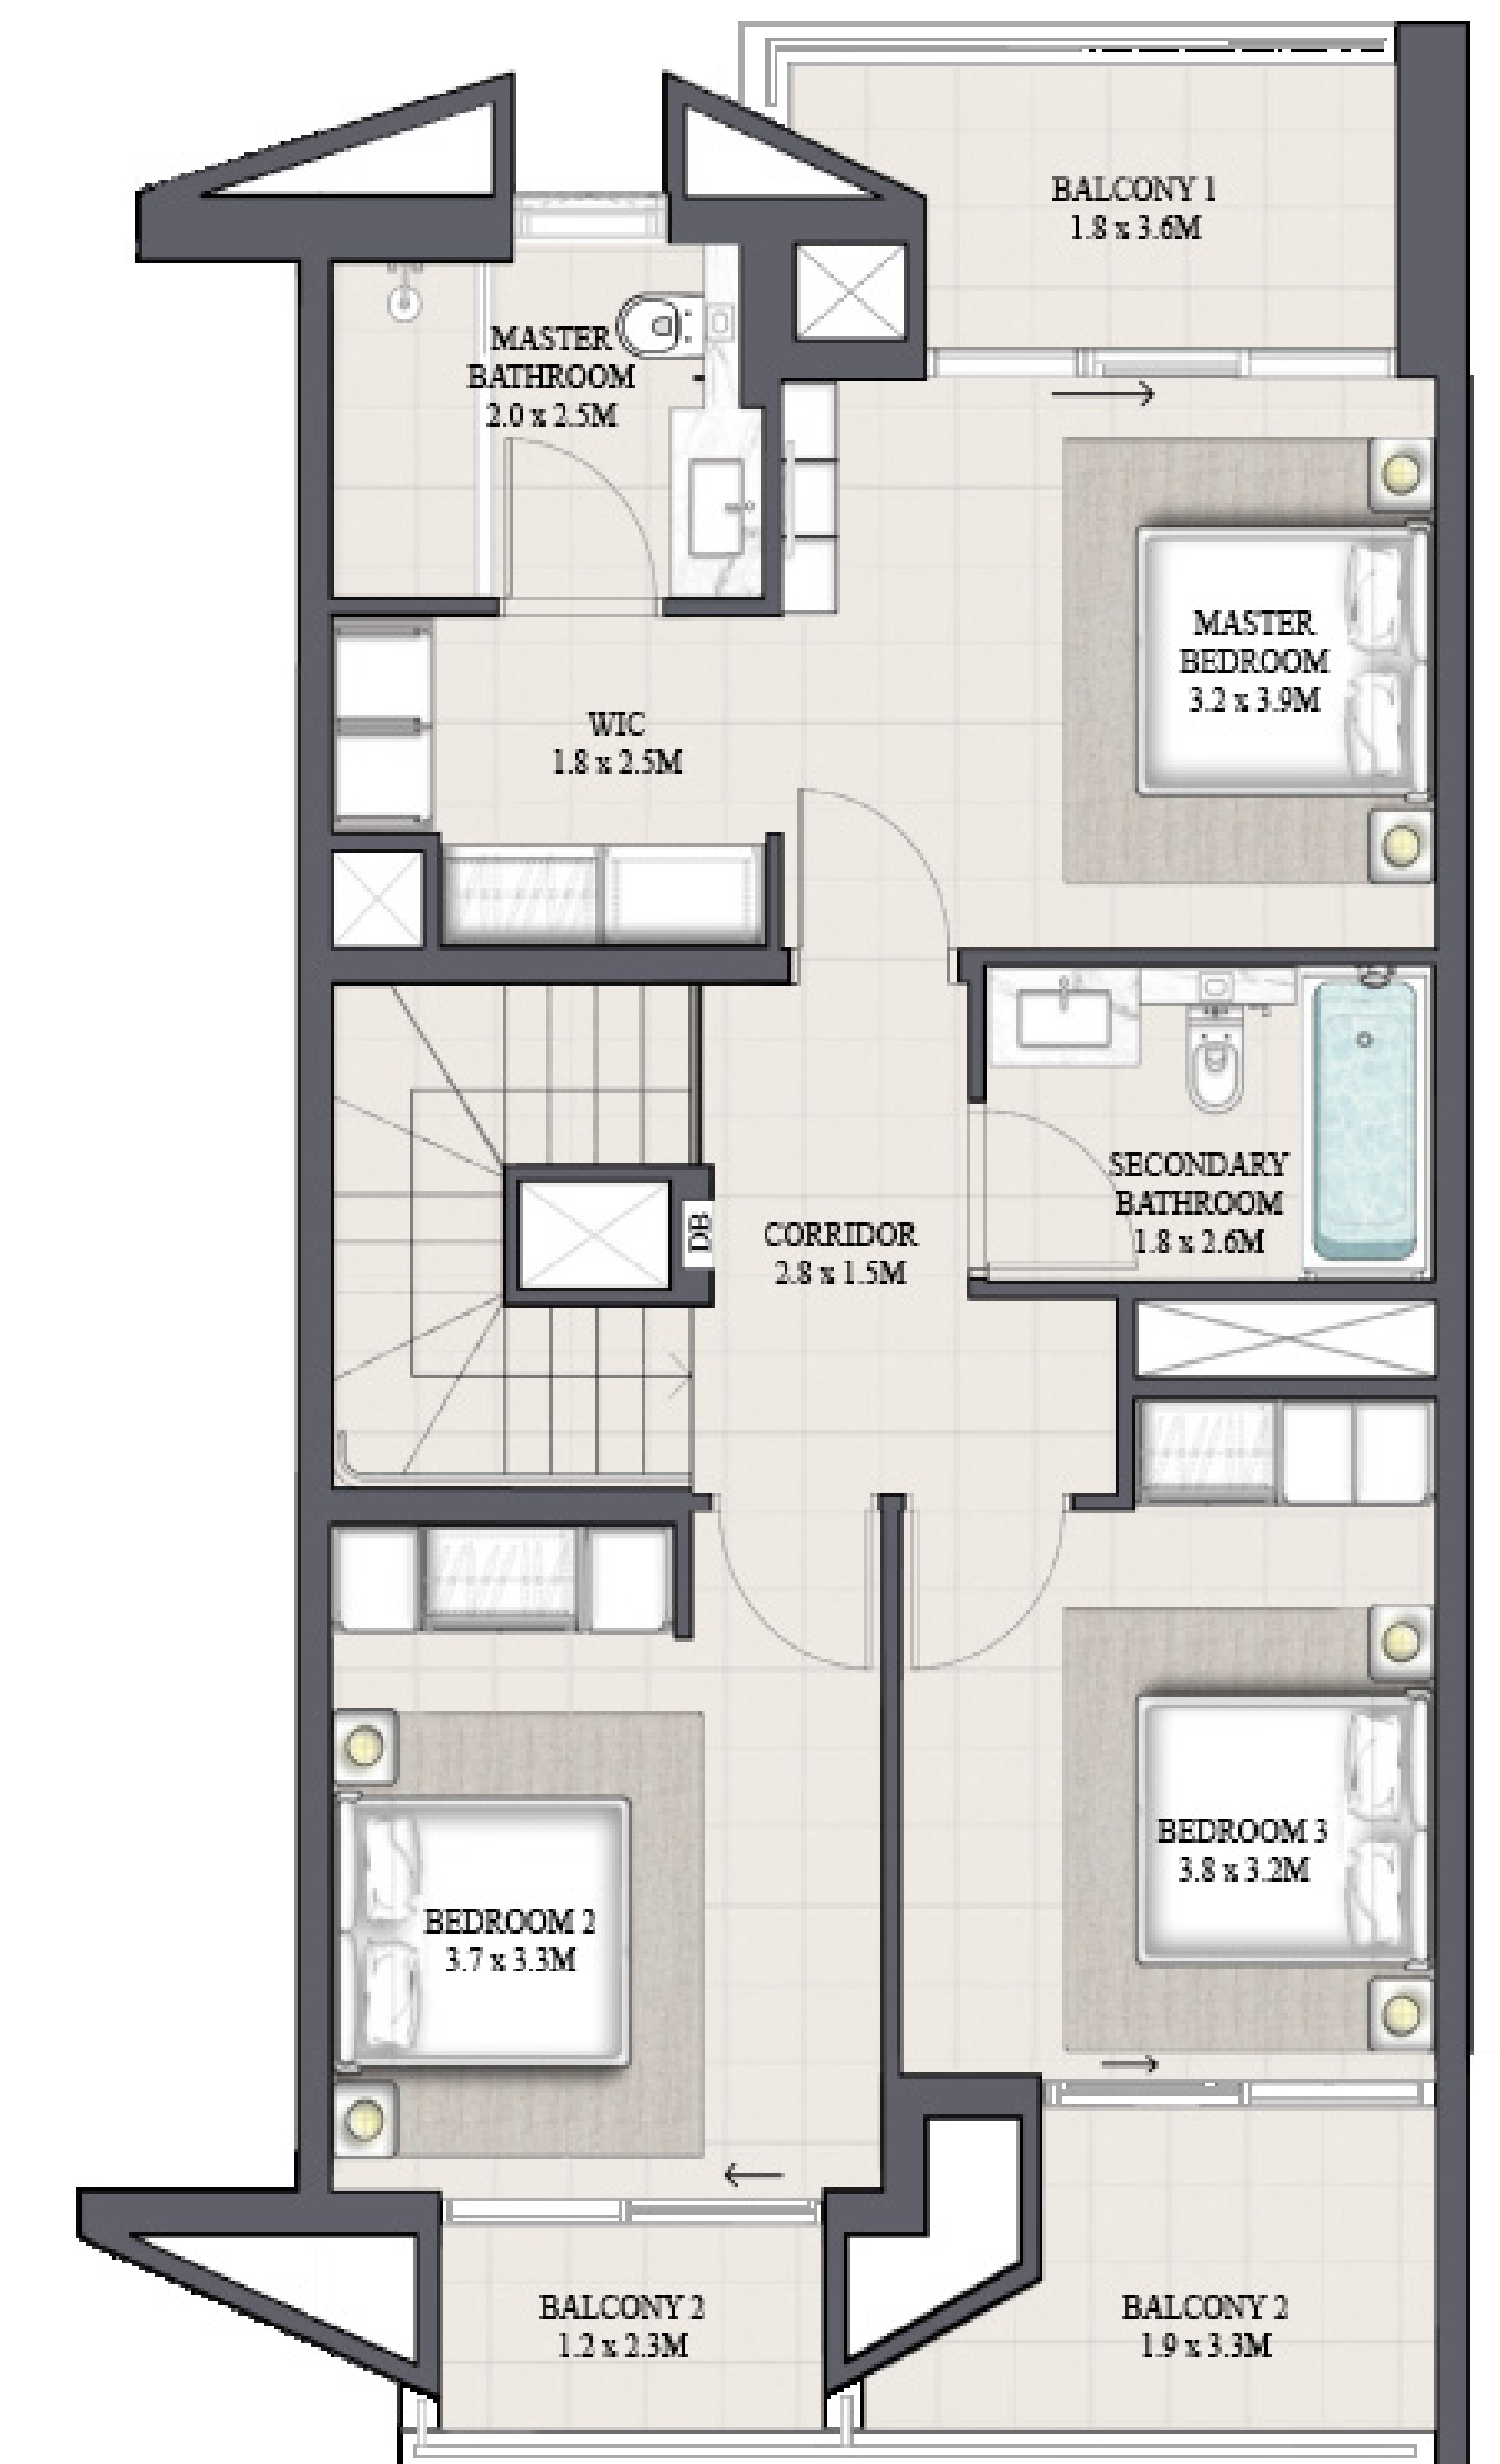 BALCONY 1
1.8 x 3.6M
MASTER
BATHROOM
2.0 x 2.5M
MASTER
BEDROOM
3.2 x 3.9M
WIC
1.8 x 2.5M
SECONDARY
BATHROOM
1.8 x 2.6M
DB
CORRIDOR
2.8 x 1.5M
BEDROOM 3
3.8 x 3.2M
BEDROOM 2
3.7 x 3.3M
BALCONY 2
1.2 x 2.3M
BALCONY 2
1.9 x 3.3M